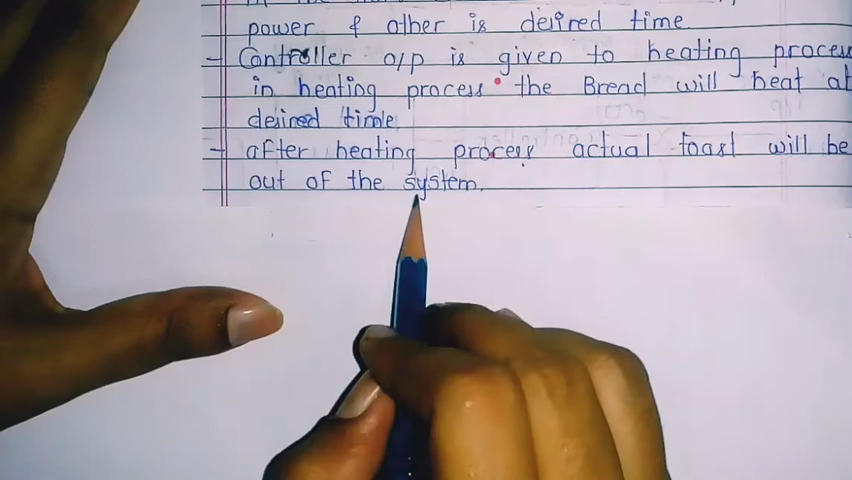 power & other is desired time
- Controller o/p is given to heating process
in heating process the Bread will heat at
desired time
- after heating process actual toast will be
out of the system.